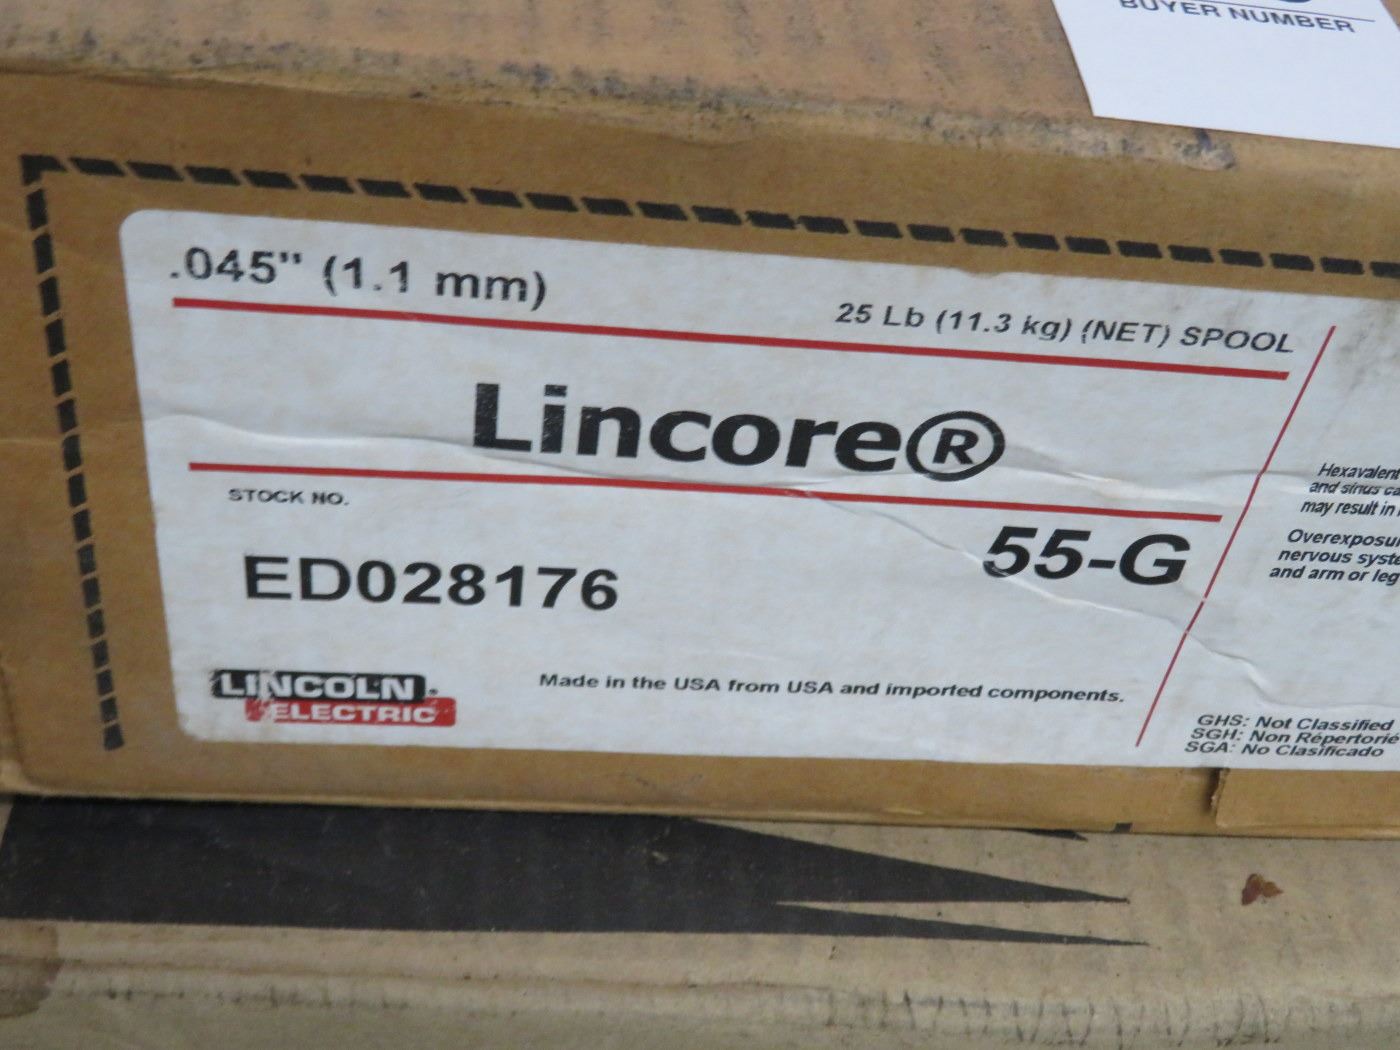 BUYER NUMBER
.045" (1.1 mm)
25 Lb (11.3 kg) (NET) SPOOL
Lincore®
STOCK NO.
55-G
ED028176
LINCOLN
ELECTRIC
Made in the USA from USA and imported components.
Hexavalent
and sinus ca
may result in
Overexposu
nervous syste
and arm or leg
GHS: Not Classified
SGH: Non Répertorié
SGA: No Clasificado